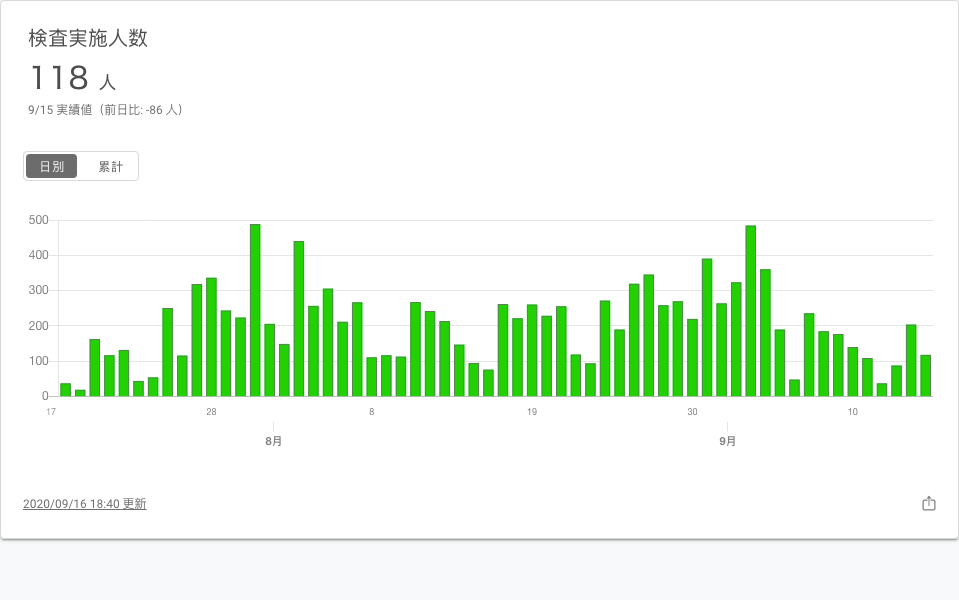 検査実施人数
118 人
9/15 実績値（前日比: -86 人）
日別 累計
500
400
300
200
100
0
17 28 8 19 30 10
8月 9月
2020/09/16 18:40 更新